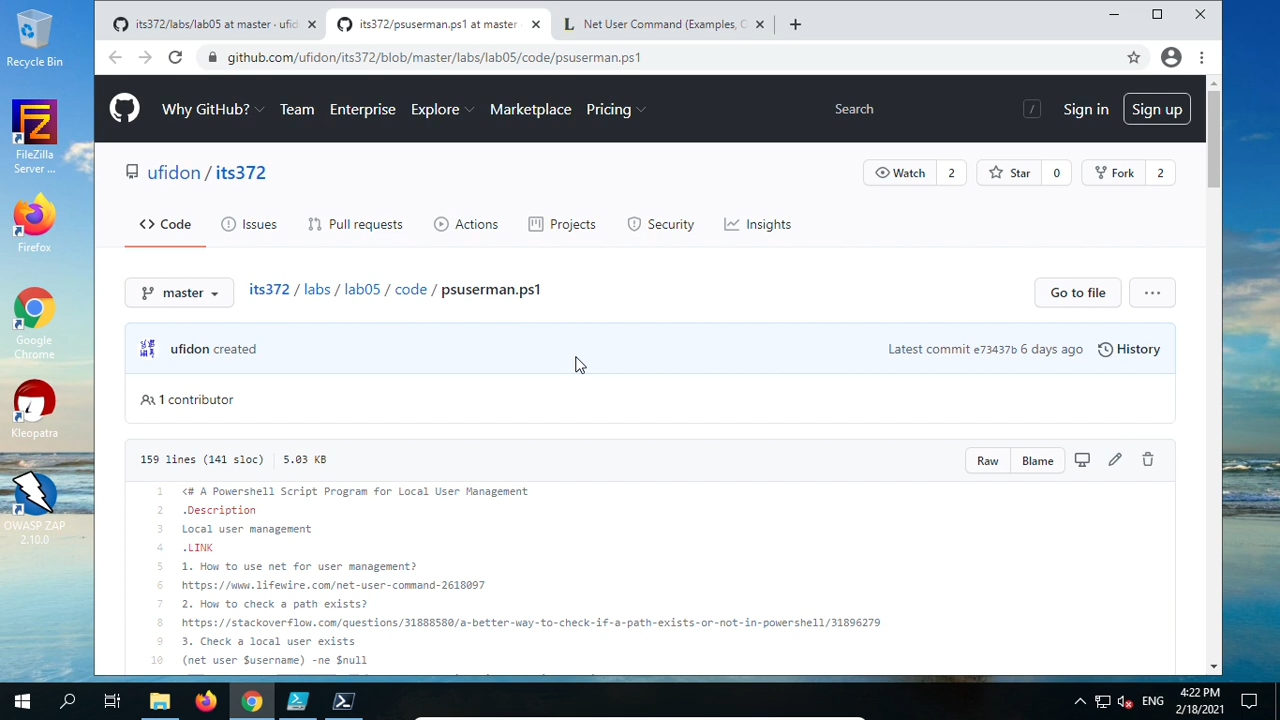 Recycle Bin
FileZilla
Server ...
Firefox
Google
Chrome
Kleopatra
OWASP ZAP
2.10.0
its372/labs/lab05 at master · ufid
its372/psuserman.ps1 at master
Net User Command (Examples,
github.com/ufidon/its372/blob/master/labs/lab05/code/psuserman.ps1
Why GitHub? Team Enterprise Explore Marketplace Pricing Search / Sign in Sign up
ufidon / its372
Watch 2 Star 0 Fork 2
<> Code Issues Pull requests Actions Projects Security Insights
master its372 / labs / lab05 / code / psuserman.ps1 Go to file ...
ufidon created Latest commit e73437b 6 days ago History
1 contributor
159 lines (141 sloc) 5.03 KB Raw Blame
1 <# A Powershell Script Program for Local User Management
2 .Description
3 Local user management
4 .LINK
5 1. How to use net for user management?
6 https://www.lifewire.com/net-user-command-2618097
7 2. How to check a path exists?
8 https://stackoverflow.com/questions/31888580/a-better-way-to-check-if-a-path-exists-or-not-in-powershell/31896279
9 3. Check a local user exists
10 (net user $username) -ne $null
ENG
4:22 PM
2/18/2021